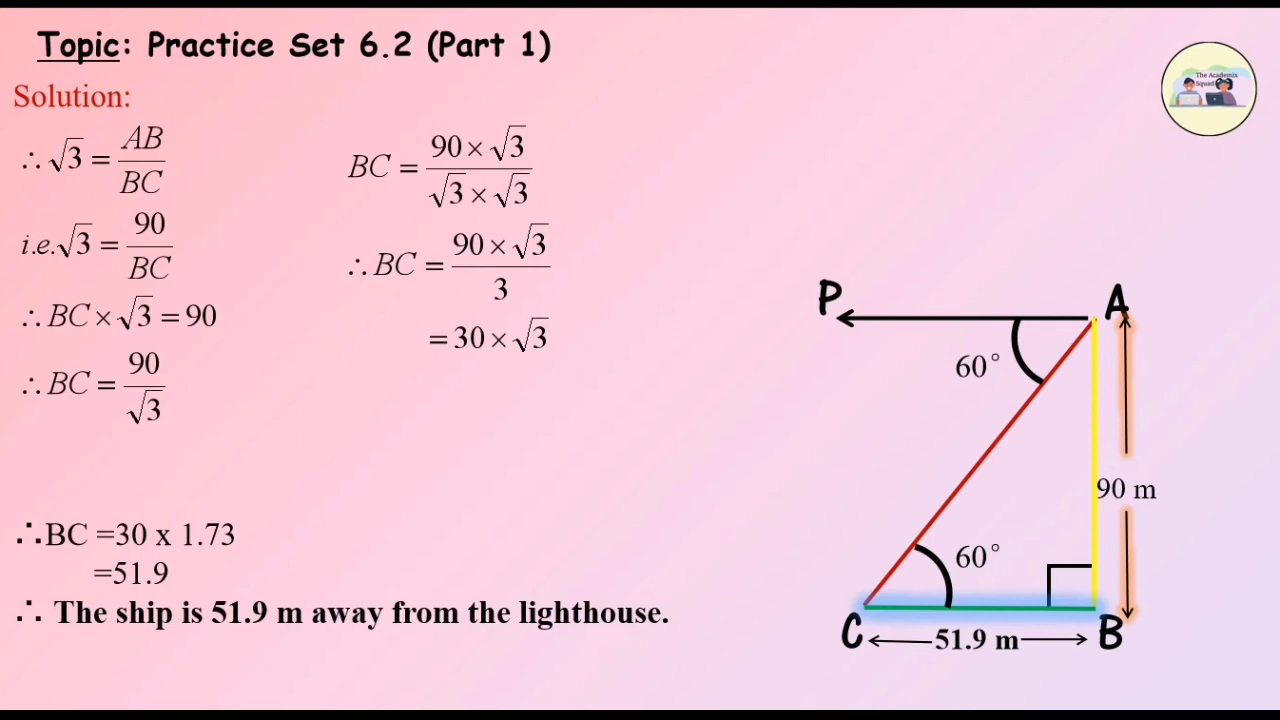 Topic: Practice Set 6.2 (Part 1)
The Academix
Squad
Solution:
∴ √3 = AB/BC
i.e. √3 = 90/BC
∴ BC × √3 = 90
∴ BC = 90/√3
BC = 90 × √3 / √3 × √3
∴ BC = 90 × √3 / 3
= 30 × √3
∴BC =30 x 1.73
=51.9
∴ The ship is 51.9 m away from the lighthouse.
P
A
60°
90 m
60°
C
51.9 m
B